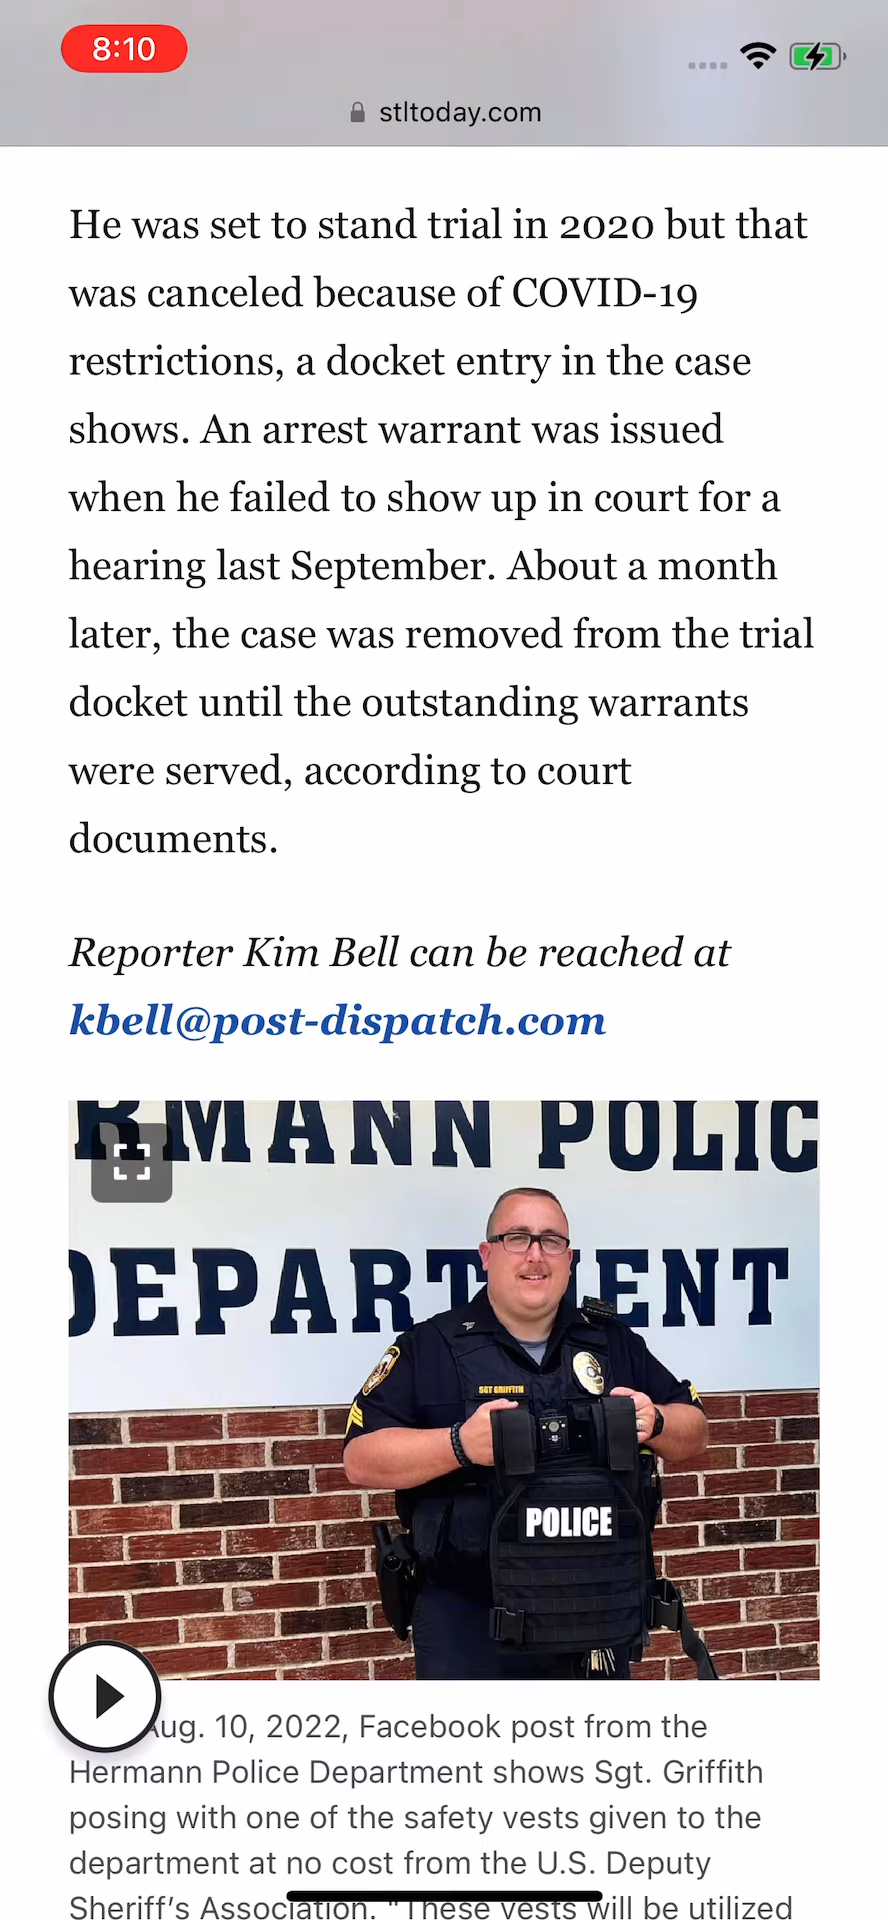 8:10
stltoday.com
He was set to stand trial in 2020 but that
was canceled because of COVID-19
restrictions, a docket entry in the case
shows. An arrest warrant was issued
when he failed to show up in court for a
hearing last September. About a month
later, the case was removed from the trial
docket until the outstanding warrants
were served, according to court
documents.
Reporter Kim Bell can be reached at
kbell@post-dispatch.com
RMANN POLIC
DEPARTMENT
SGT GRIFFITH
POLICE
Aug. 10, 2022, Facebook post from the
Hermann Police Department shows Sgt. Griffith
posing with one of the safety vests given to the
department at no cost from the U.S. Deputy
Sheriff's Association. "These vests will be utilized